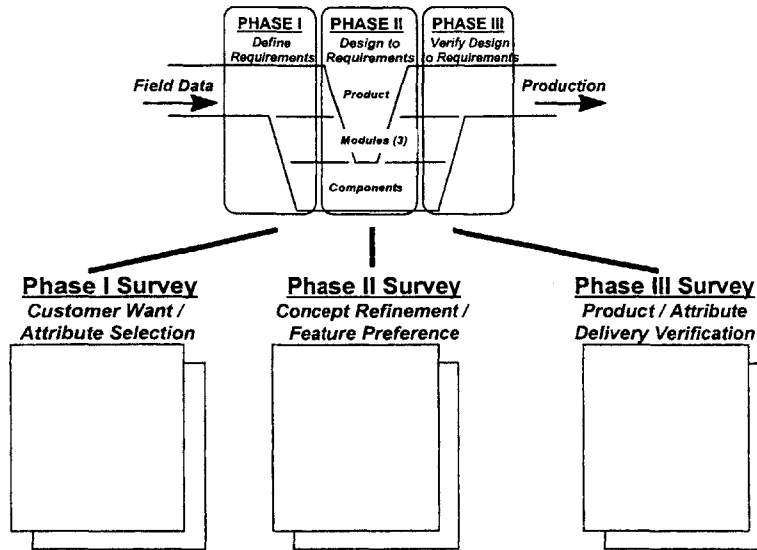 PHASE I
Define
Requirements
PHASE II
Design to
Requirements
PHASE III
Verify Design
to Requirements
Field Data
Product
Modules (3)
Components
Production
Phase I Survey
Customer Want /
Attribute Selection
Phase II Survey
Concept Refinement /
Feature Preference
Phase III Survey
Product / Attribute
Delivery Verification